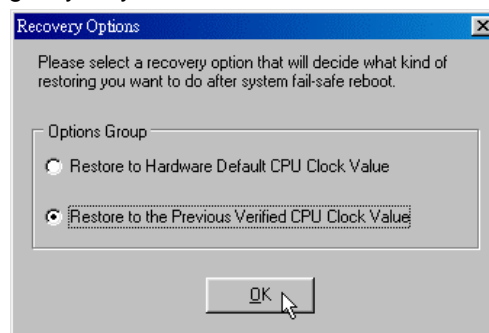 Recovery Options
Please select a recovery option that will decide what kind of
restoring you want to do after system fail-safe reboot.
Options Group
Restore to Hardware Default CPU Clock Value
Restore to the Previous Verified CPU Clock Value
OK